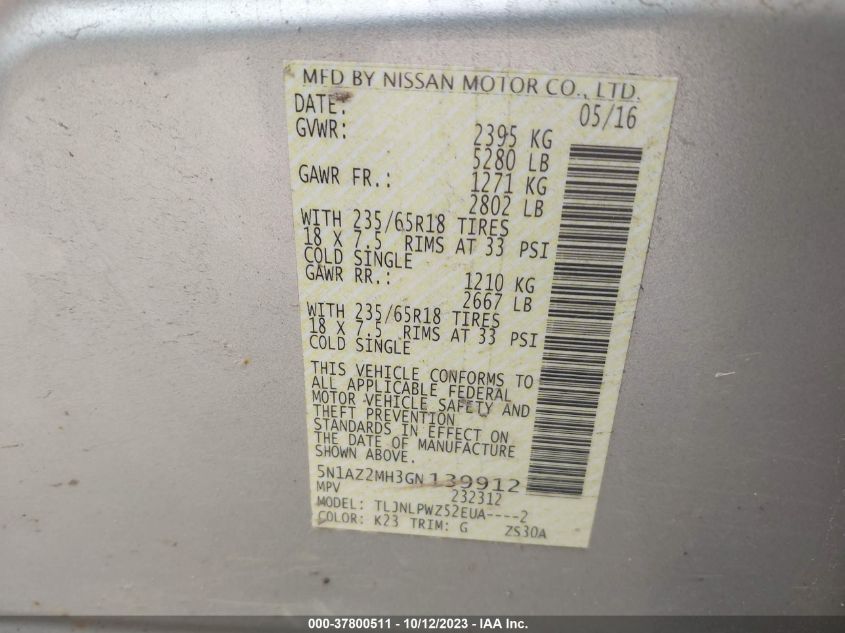 MFD BY NISSAN MOTOR CO., LTD.
DATE: 05/16
GVWR: 2395 KG
5280 LB
GAWR FR.: 1271 KG
2802 LB
WITH 235/65R18 TIRES
18 X 7.5 RIMS AT 33 PSI
COLD SINGLE
GAWR RR.: 1210 KG
2667 LB
WITH 235/65R18 TIRES
18 X 7.5 RIMS AT 33 PSI
COLD SINGLE
THIS VEHICLE CONFORMS TO
ALL APPLICABLE FEDERAL
MOTOR VEHICLE SAFETY AND
THEFT PREVENTION
STANDARDS IN EFFECT ON
THE DATE OF MANUFACTURE
SHOWN ABOVE.
5N1AZ2MH3GN139912
MPV 232312
MODEL: TLJNLPWZ52EUA----2
COLOR: K23 TRIM: G ZS30A
000-37800511 - 10/12/2023 - IAA Inc.